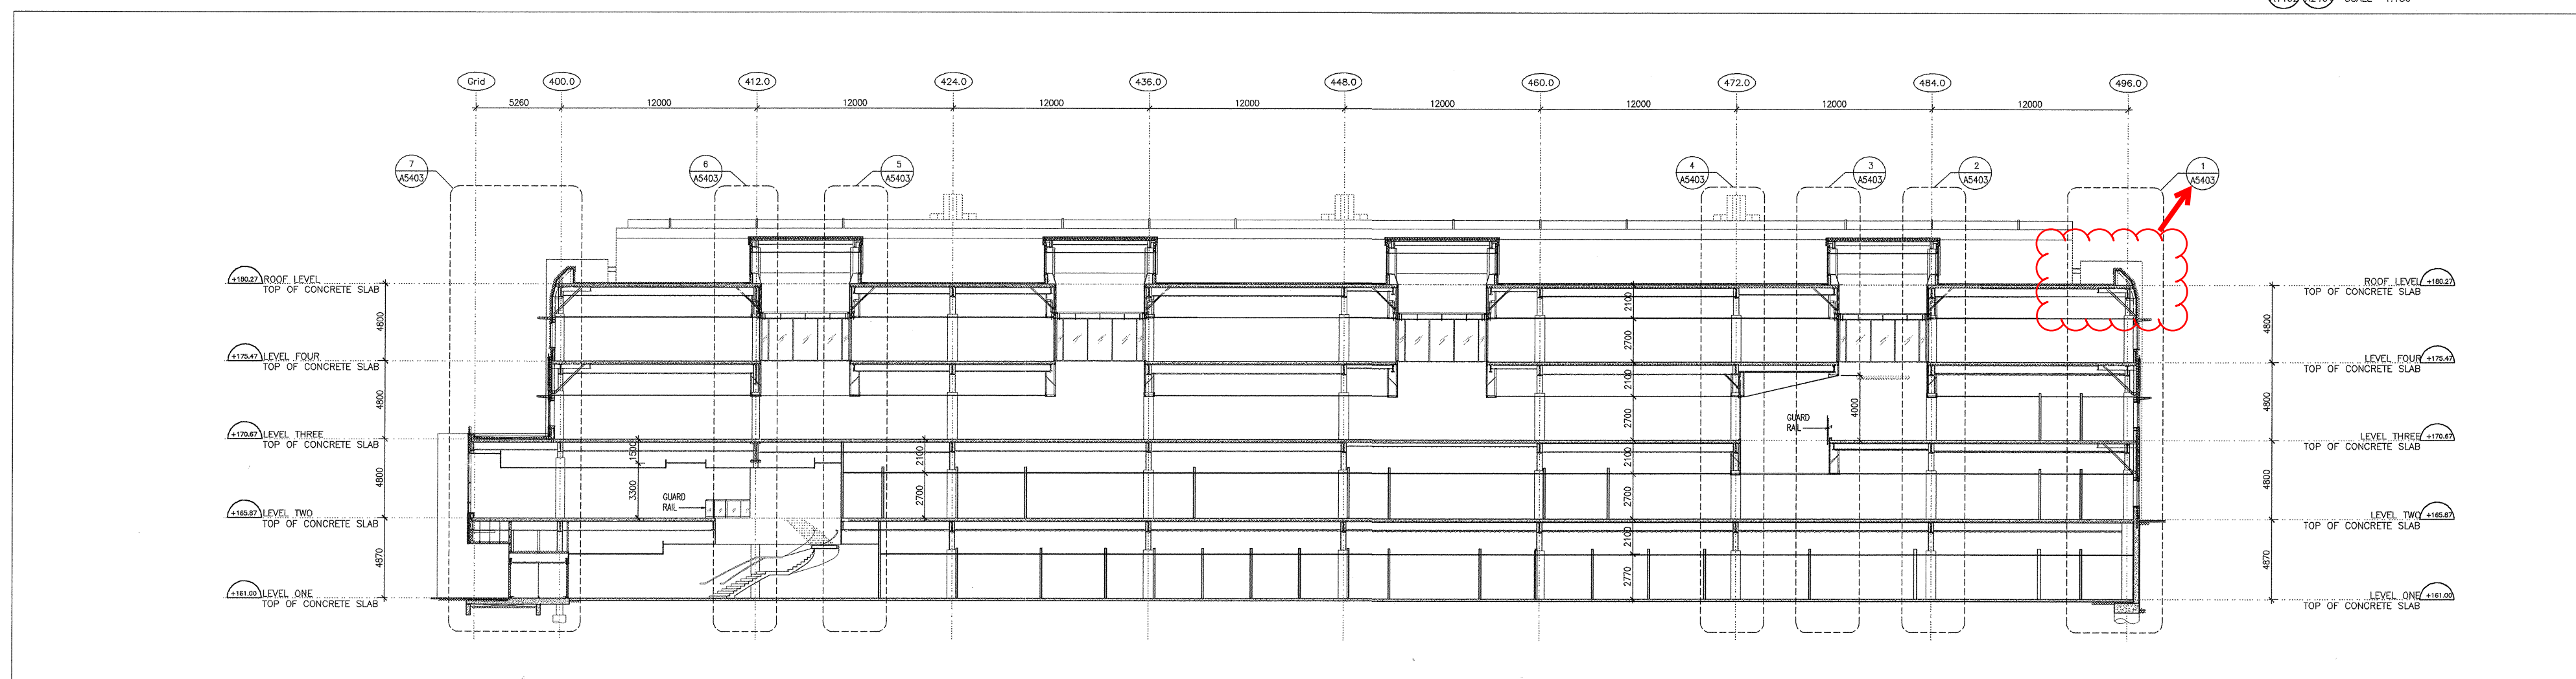 SCALE 1:100
Grid 400.0 412.0 424.0 436.0 448.0 460.0 472.0 484.0 496.0
5260 12000 12000 12000 12000 12000 12000 12000 12000
7
A5403
6
A5403
5
A5403
4
A5403
3
A5403
2
A5403
1
A5403
+180.27 ROOF LEVEL
TOP OF CONCRETE SLAB
4800
+175.47 LEVEL FOUR
TOP OF CONCRETE SLAB
4800
+170.67 LEVEL THREE
TOP OF CONCRETE SLAB
4800
+165.87 LEVEL TWO
TOP OF CONCRETE SLAB
4870
+161.00 LEVEL ONE
TOP OF CONCRETE SLAB
1500
3300
GUARD
RAIL
2100
2700
2100
2700
2100
2700
2100
2700
2100
2770
GUARD
RAIL
4000
ROOF LEVEL +180.27
TOP OF CONCRETE SLAB
4800
LEVEL FOUR +175.47
TOP OF CONCRETE SLAB
4800
LEVEL THREE +170.67
TOP OF CONCRETE SLAB
4800
LEVEL TWO +165.87
TOP OF CONCRETE SLAB
4870
LEVEL ONE +161.00
TOP OF CONCRETE SLAB